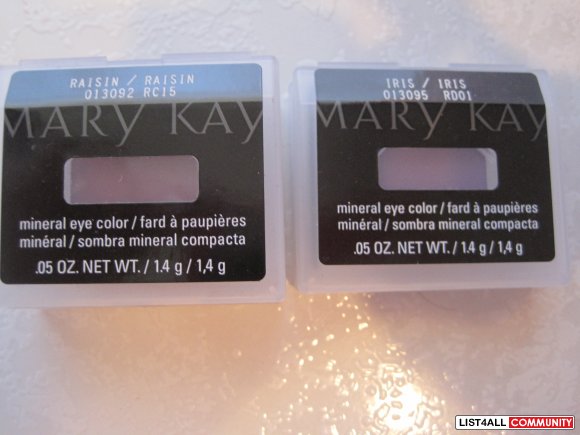 RAISIN / RAISIN
013092 RC15
MARY KAY
mineral eye color / fard à paupières
minéral / sombra mineral compacta
.05 OZ. NET WT. / 1.4 g / 1,4 g
IRIS / IRIS
013095 RD01
MARY KAY
mineral eye color / fard à paupières
minéral / sombra mineral compacta
.05 OZ. NET WT. / 1.4 g / 1,4 g
LIST4ALL COMMUNITY